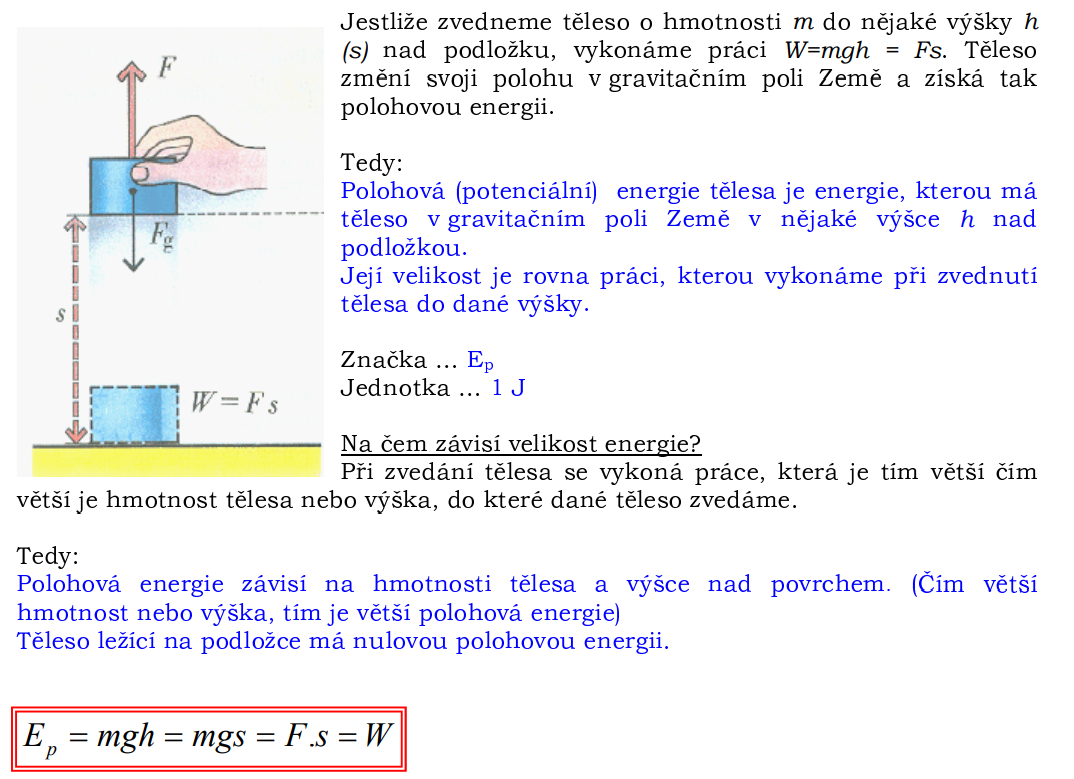 Jestliže zvedneme těleso o hmotnosti m do nějaké výšky h
(s) nad podložku, vykonáme práci W=mgh = Fs. Těleso
změní svoji polohu v gravitačním poli Země a získá tak
polohovou energii.
Tedy:
Polohová (potenciální) energie tělesa je energie, kterou má
těleso v gravitačním poli Země v nějaké výšce h nad
podložkou.
Její velikost je rovna práci, kterou vykonáme při zvednutí
tělesa do dané výšky.
Značka ... Ep
Jednotka ... 1 J
Na čem závisí velikost energie?
Při zvedání tělesa se vykoná práce, která je tím větší čím
větší je hmotnost tělesa nebo výška, do které dané těleso zvedáme.
F
Fg
s
W = F s
Tedy:
Polohová energie závisí na hmotnosti tělesa a výšce nad povrchem. (Čím větší
hmotnost nebo výška, tím je větší polohová energie)
Těleso ležící na podložce má nulovou polohovou energii.
Ep = mgh = mgs = F.s = W